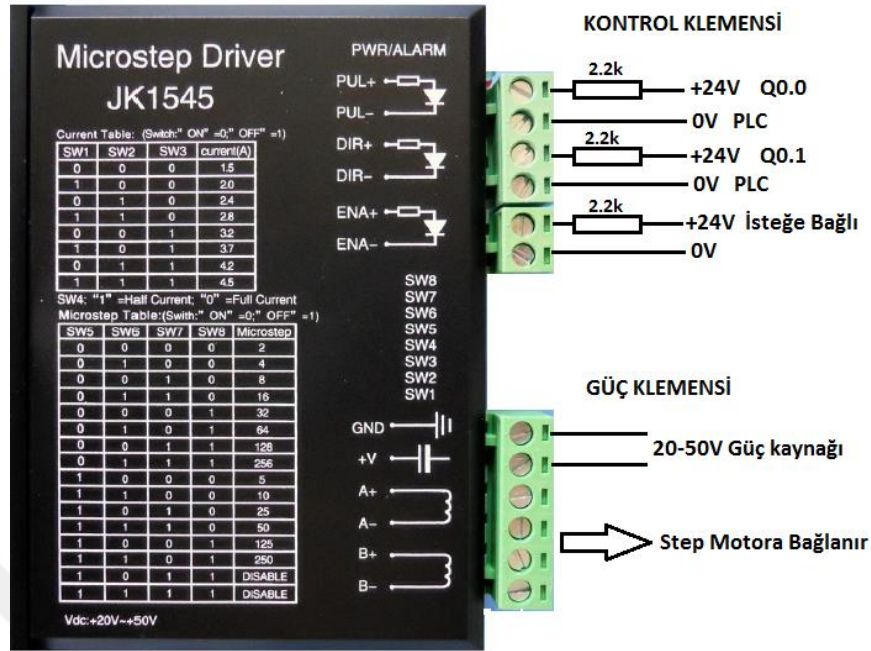 Microstep Driver
JK1545
Current Table: (Switch:" ON" =0;" OFF" =1)
SW1 SW2 SW3 current(A)
0 0 0 1.5
1 0 0 2.0
0 1 0 2.4
1 1 0 2.8
0 0 1 3.2
1 0 1 3.7
0 1 1 4.2
1 1 1 4.5
SW4: "1" =Half Current; "0" =Full Current
Microstep Table:(Swith:" ON" =0;" OFF" =1)
SW5 SW6 SW7 SW8 Microstep
0 0 0 0 2
0 1 0 0 4
0 0 1 0 8
0 1 1 0 16
0 0 0 1 32
0 1 0 1 64
0 0 1 1 128
0 1 1 1 256
1 0 0 0 5
1 1 0 0 10
1 0 1 0 25
1 1 1 0 50
1 0 0 1 125
1 1 0 1 250
1 0 1 1 DISABLE
1 1 1 1 DISABLE
Vdc:+20V~+50V
PWR/ALARM
PUL+
PUL-
DIR+
DIR-
ENA+
ENA-
SW8
SW7
SW6
SW5
SW4
SW3
SW2
SW1
GND
+V
A+
A-
B+
B-
KONTROL KLEMENSİ
2.2k
+24V Q0.0
0V PLC
2.2k
+24V Q0.1
0V PLC
2.2k
+24V İsteğe Bağlı
0V
GÜÇ KLEMENSİ
20-50V Güç kaynağı
Step Motora Bağlanır